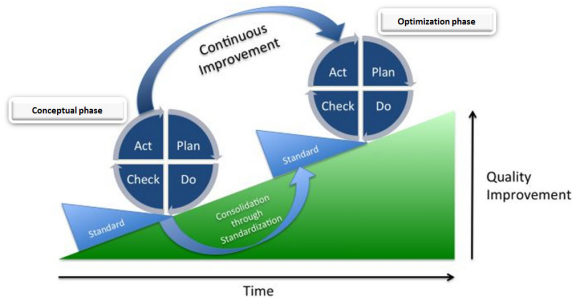 Optimization phase
Continuous
Improvement
Act
Plan
Check
Do
Conceptual phase
Act
Plan
Check
Do
Standard
Standard
Consolidation
through
Standardization
Quality
Improvement
Time